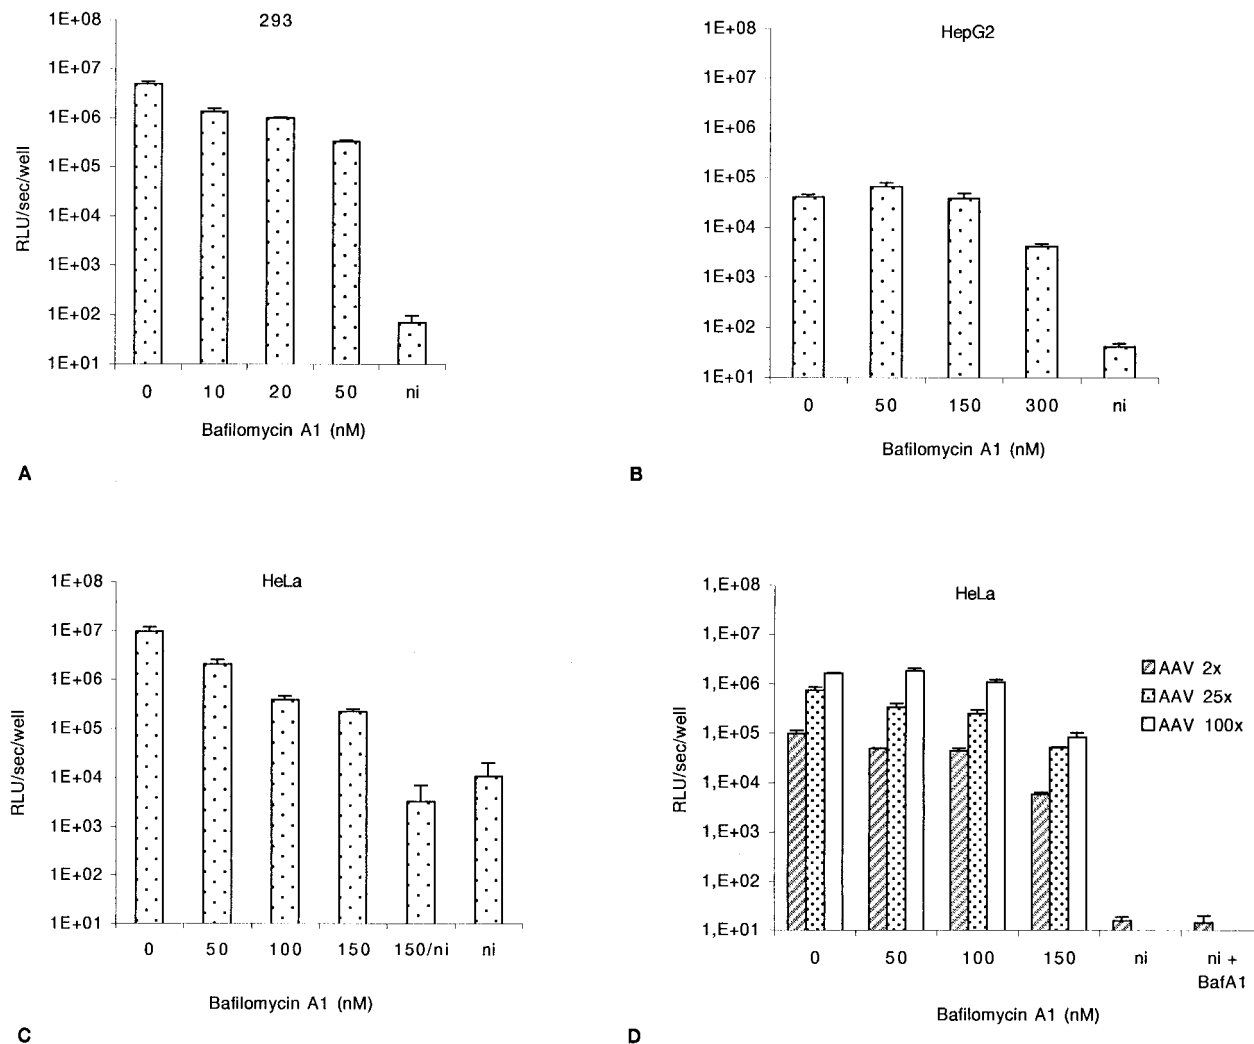 293
1E+08
1E+07
1E+06
1E+05
1E+04
1E+03
1E+02
1E+01
RLU/sec/well
0 10 20 50 ni
Bafilomycin A1 (nM)
A
HepG2
1E+08
1E+07
1E+06
1E+05
1E+04
1E+03
1E+02
1E+01
RLU/sec/well
0 50 150 300 ni
Bafilomycin A1 (nM)
B
HeLa
1E+08
1E+07
1E+06
1E+05
1E+04
1E+03
1E+02
1E+01
RLU/sec/well
0 50 100 150 150/ni ni
Bafilomycin A1 (nM)
C
HeLa
1,E+08
1,E+07
1,E+06
1,E+05
1,E+04
1,E+03
1,E+02
1,E+01
RLU/sec/well
AAV 2x
AAV 25x
AAV 100x
0 50 100 150 ni ni +
BafA1
Bafilomycin A1 (nM)
D